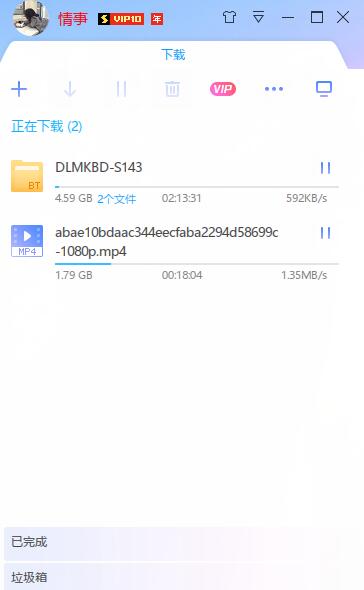 情事 S VIP10 年
下载
VIP
正在下载 (2)
DLMKBD-S143
BT
4.59 GB 2个文件 02:13:31 592KB/s
abae10bdaac344eecfaba2294d58699c
-1080p.mp4
MP4
1.79 GB 00:18:04 1.35MB/s
已完成
垃圾箱